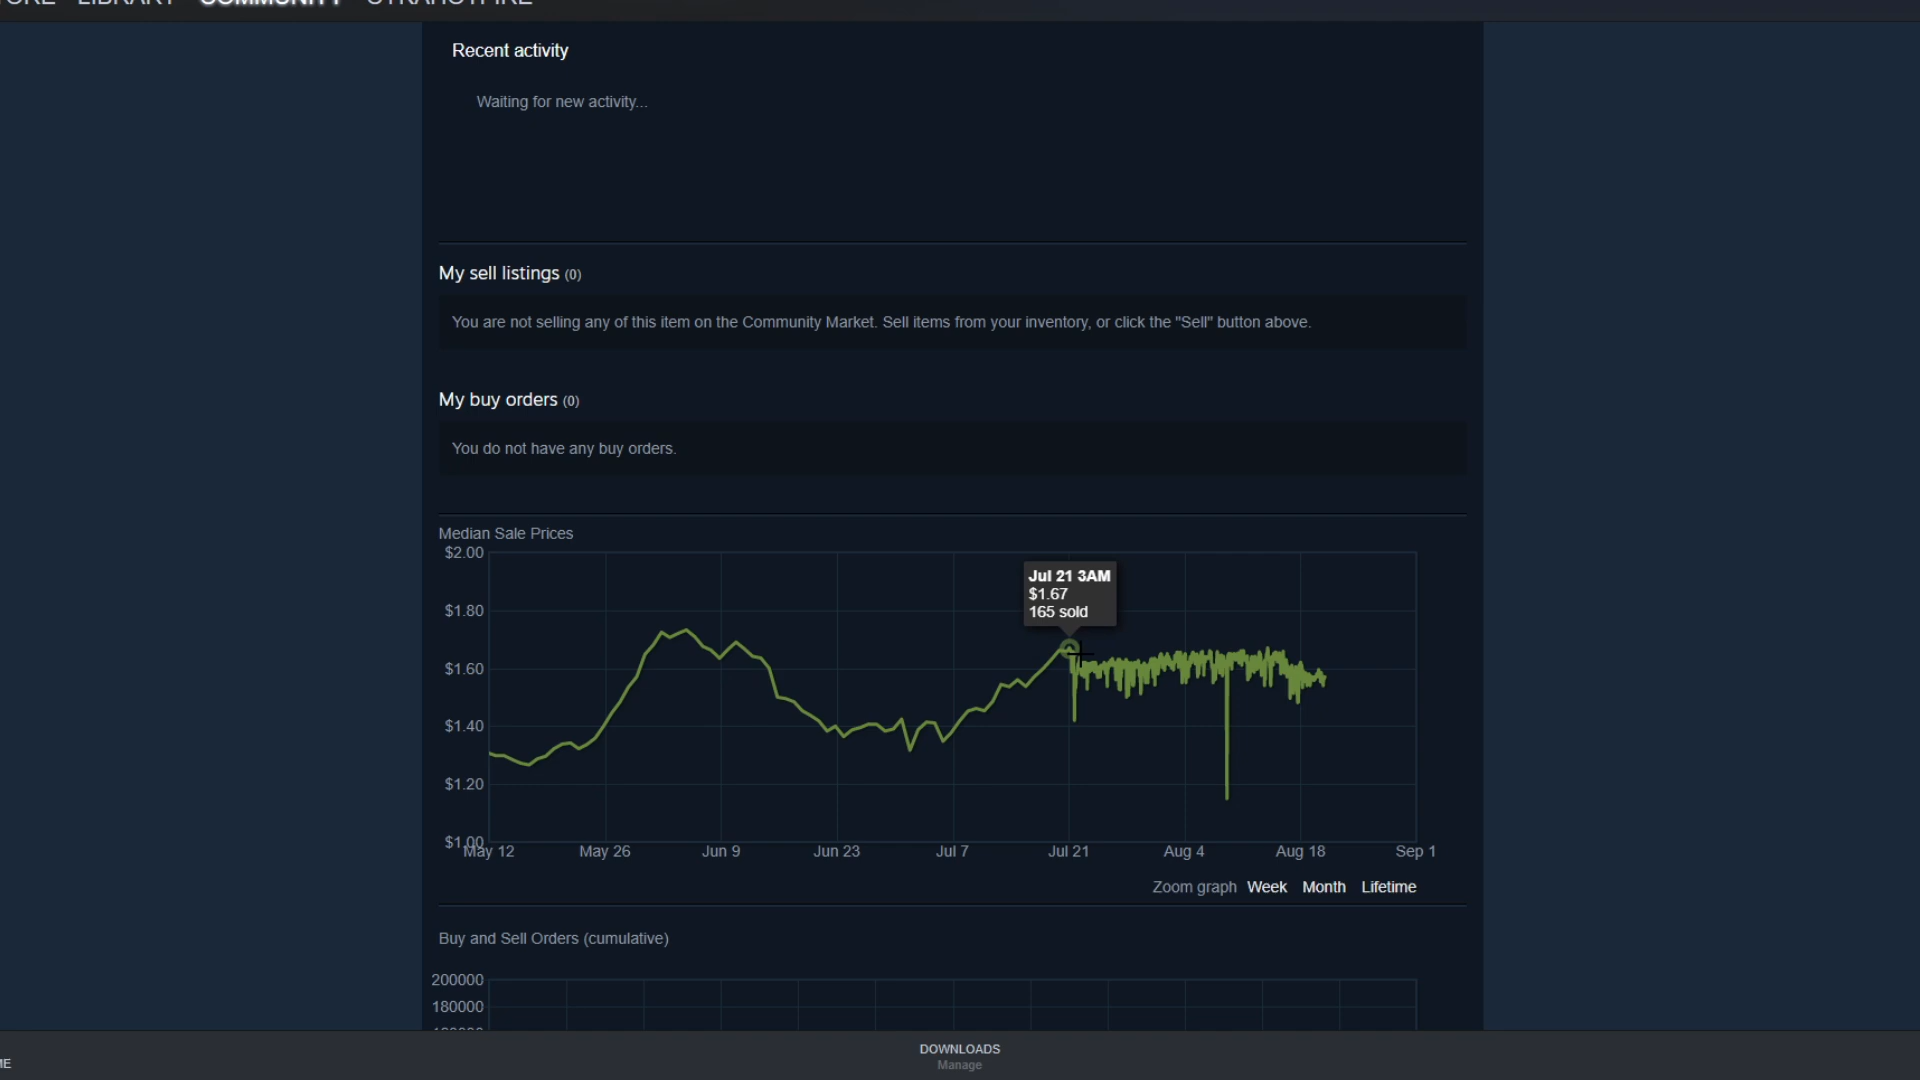 LIBRARY COMMUNITY
Recent activity
Waiting for new activity...
My sell listings (0)
You are not selling any of this item on the Community Market. Sell items from your inventory, or click the "Sell" button above.
My buy orders (0)
You do not have any buy orders.
Median Sale Prices
$2.00
Jul 21 3AM
$1.67
165 sold
$1.80
$1.60
$1.40
$1.20
$1.00
May 12 May 26 Jun 9 Jun 23 Jul 7 Jul 21 Aug 4 Aug 18 Sep 1
Zoom graph Week Month Lifetime
Buy and Sell Orders (cumulative)
200000
180000
DOWNLOADS
Manage